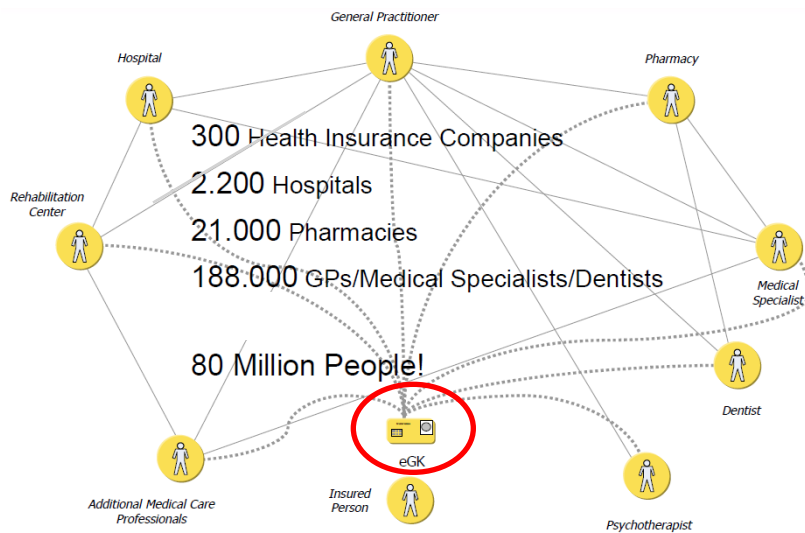 General Practitioner
Hospital
Pharmacy
300 Health Insurance Companies
2.200 Hospitals
Rehabilitation
Center
21.000 Pharmacies
188.000 GPs/Medical Specialists/Dentists
Medical
Specialist
80 Million People!
Dentist
eGK
Insured
Person
Additional Medical Care
Professionals
Psychotherapist